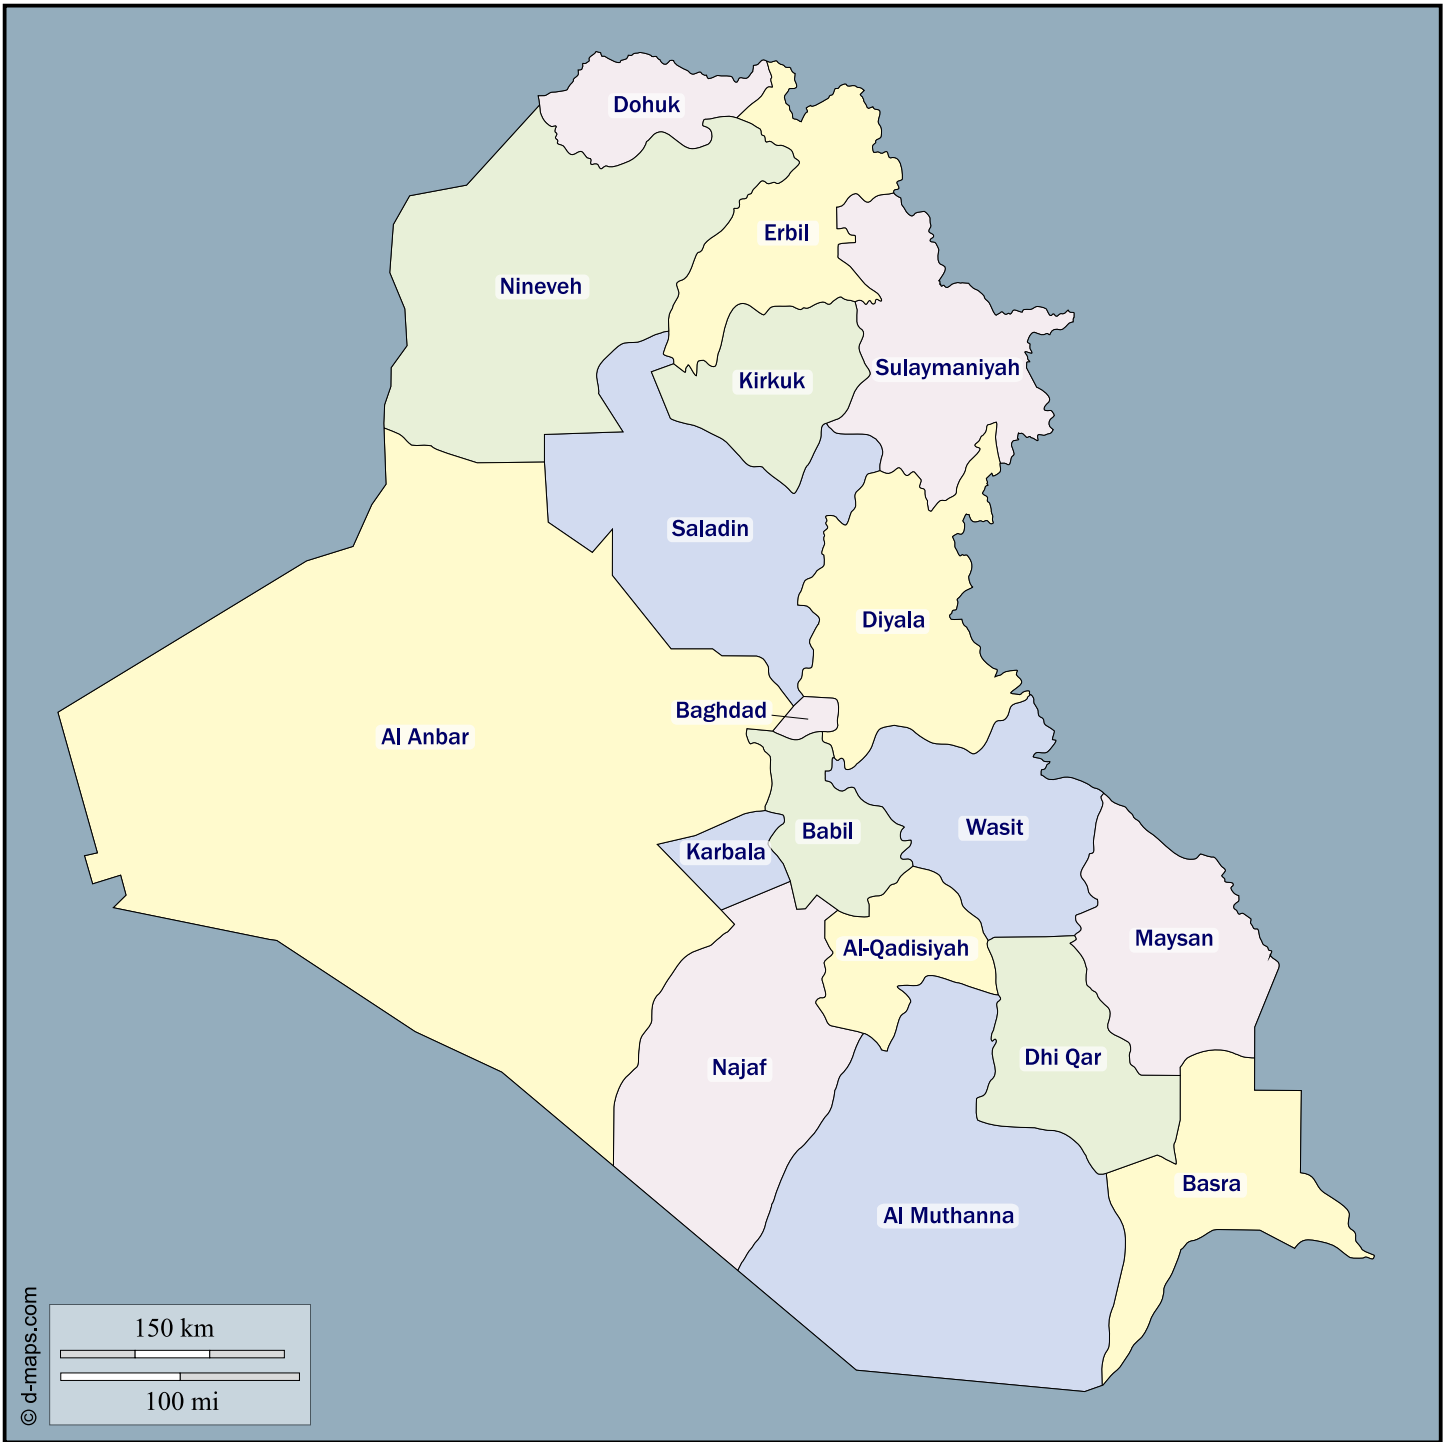 Dohuk
Erbil
Nineveh
Sulaymaniyah
Kirkuk
Saladin
Diyala
Baghdad
Al Anbar
Wasit
Babil
Karbala
Maysan
Al-Qadisiyah
Dhi Qar
Najaf
Basra
Al Muthanna
150 km
100 mi
© d-maps.com